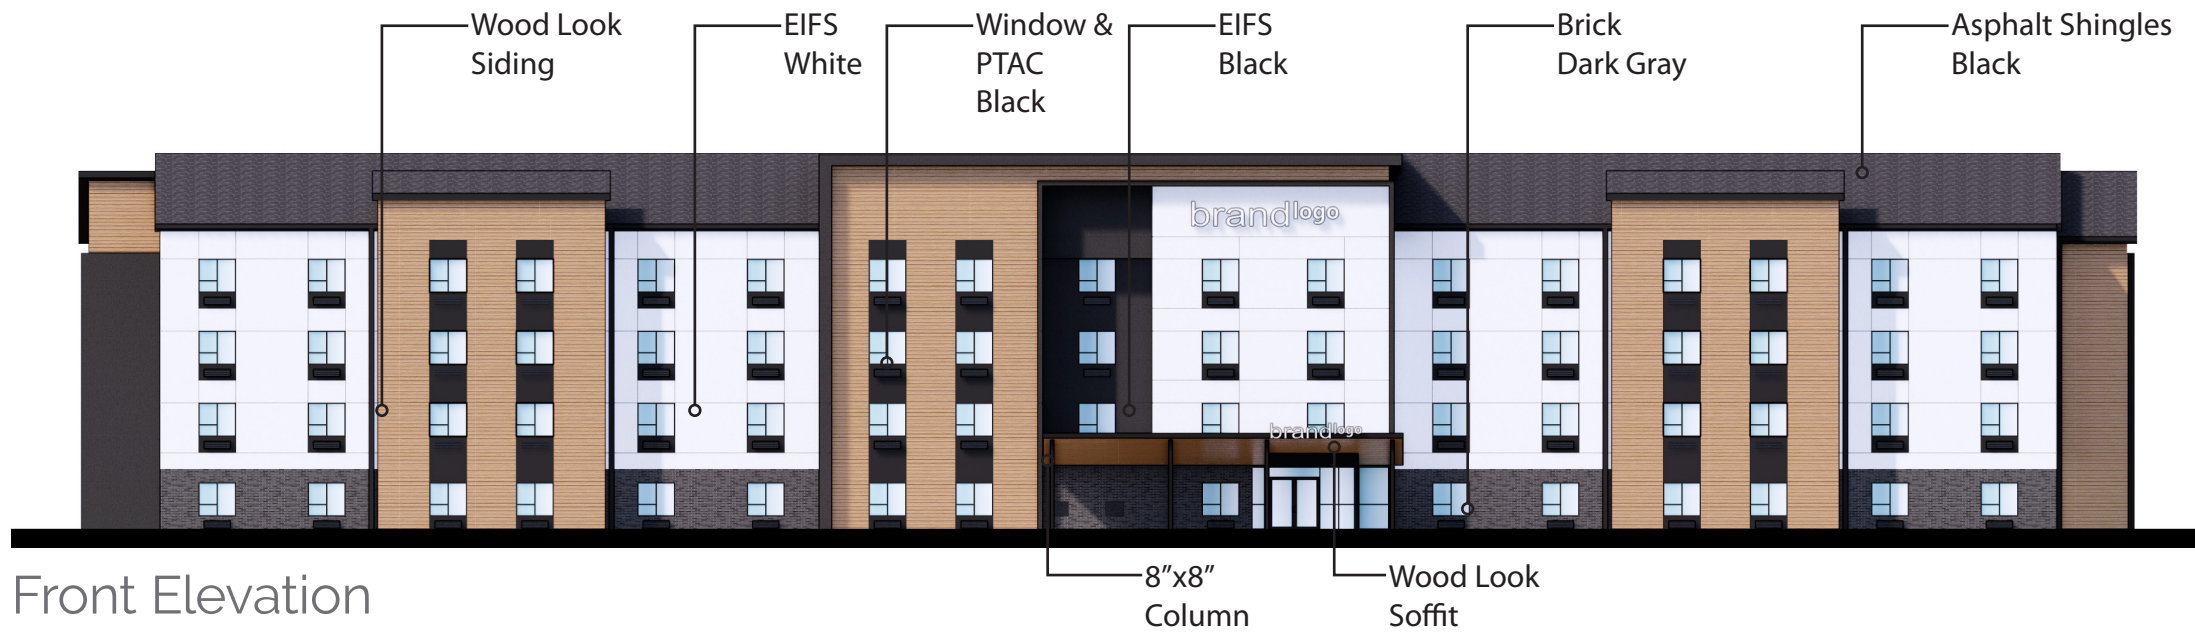 Wood Look
Siding
EIFS
White
Window &
PTAC
Black
EIFS
Black
Brick
Dark Gray
Asphalt Shingles
Black
brandlogo
brandlogo
8”x8”
Column
Wood Look
Soffit
Front Elevation